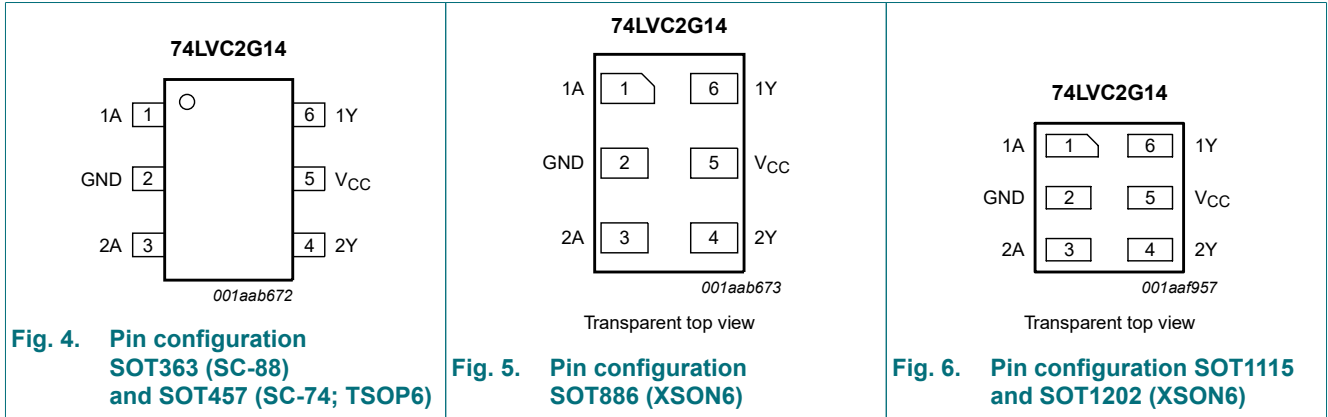 74LVC2G14
1A 1 6 1Y
GND 2 5 VCC
2A 3 4 2Y
001aab672
Fig. 4. Pin configuration
SOT363 (SC-88)
and SOT457 (SC-74; TSOP6)
74LVC2G14
1A 1 6 1Y
GND 2 5 VCC
2A 3 4 2Y
001aab673
Transparent top view
Fig. 5. Pin configuration
SOT886 (XSON6)
74LVC2G14
1A 1 6 1Y
GND 2 5 VCC
2A 3 4 2Y
001aaf957
Transparent top view
Fig. 6. Pin configuration SOT1115
and SOT1202 (XSON6)